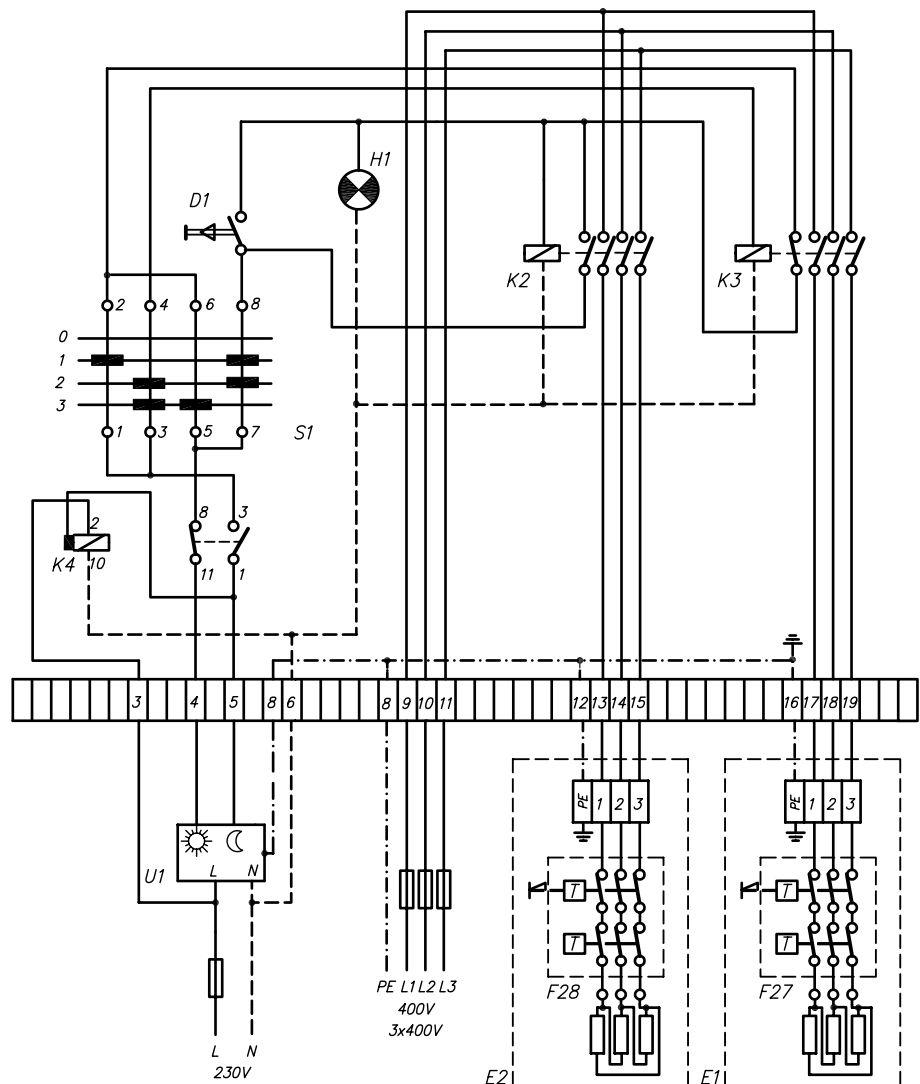 H1
D1
K2
K3
2 4 6 8
0
1
2
3
1 3 5 7
S1
8 3
2
K4 10
11 1
3 4 5 8 6 8 9 10 11 12 13 14 15 16 17 18 19
PE 1 2 3
PE 1 2 3
U1
L N
T
T
T
T
F28
F27
PE L1 L2 L3
400V
3x400V
L N
230V
E2
E1